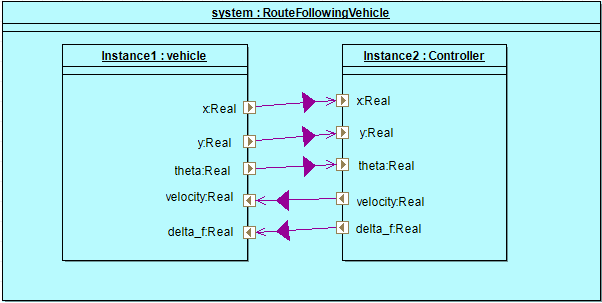 system : RouteFollowingVehicle
Instance1 : vehicle
Instance2 : Controller
x:Real
x:Real
y:Real
y:Real
theta:Real
theta:Real
velocity:Real
velocity:Real
delta_f:Real
delta_f:Real